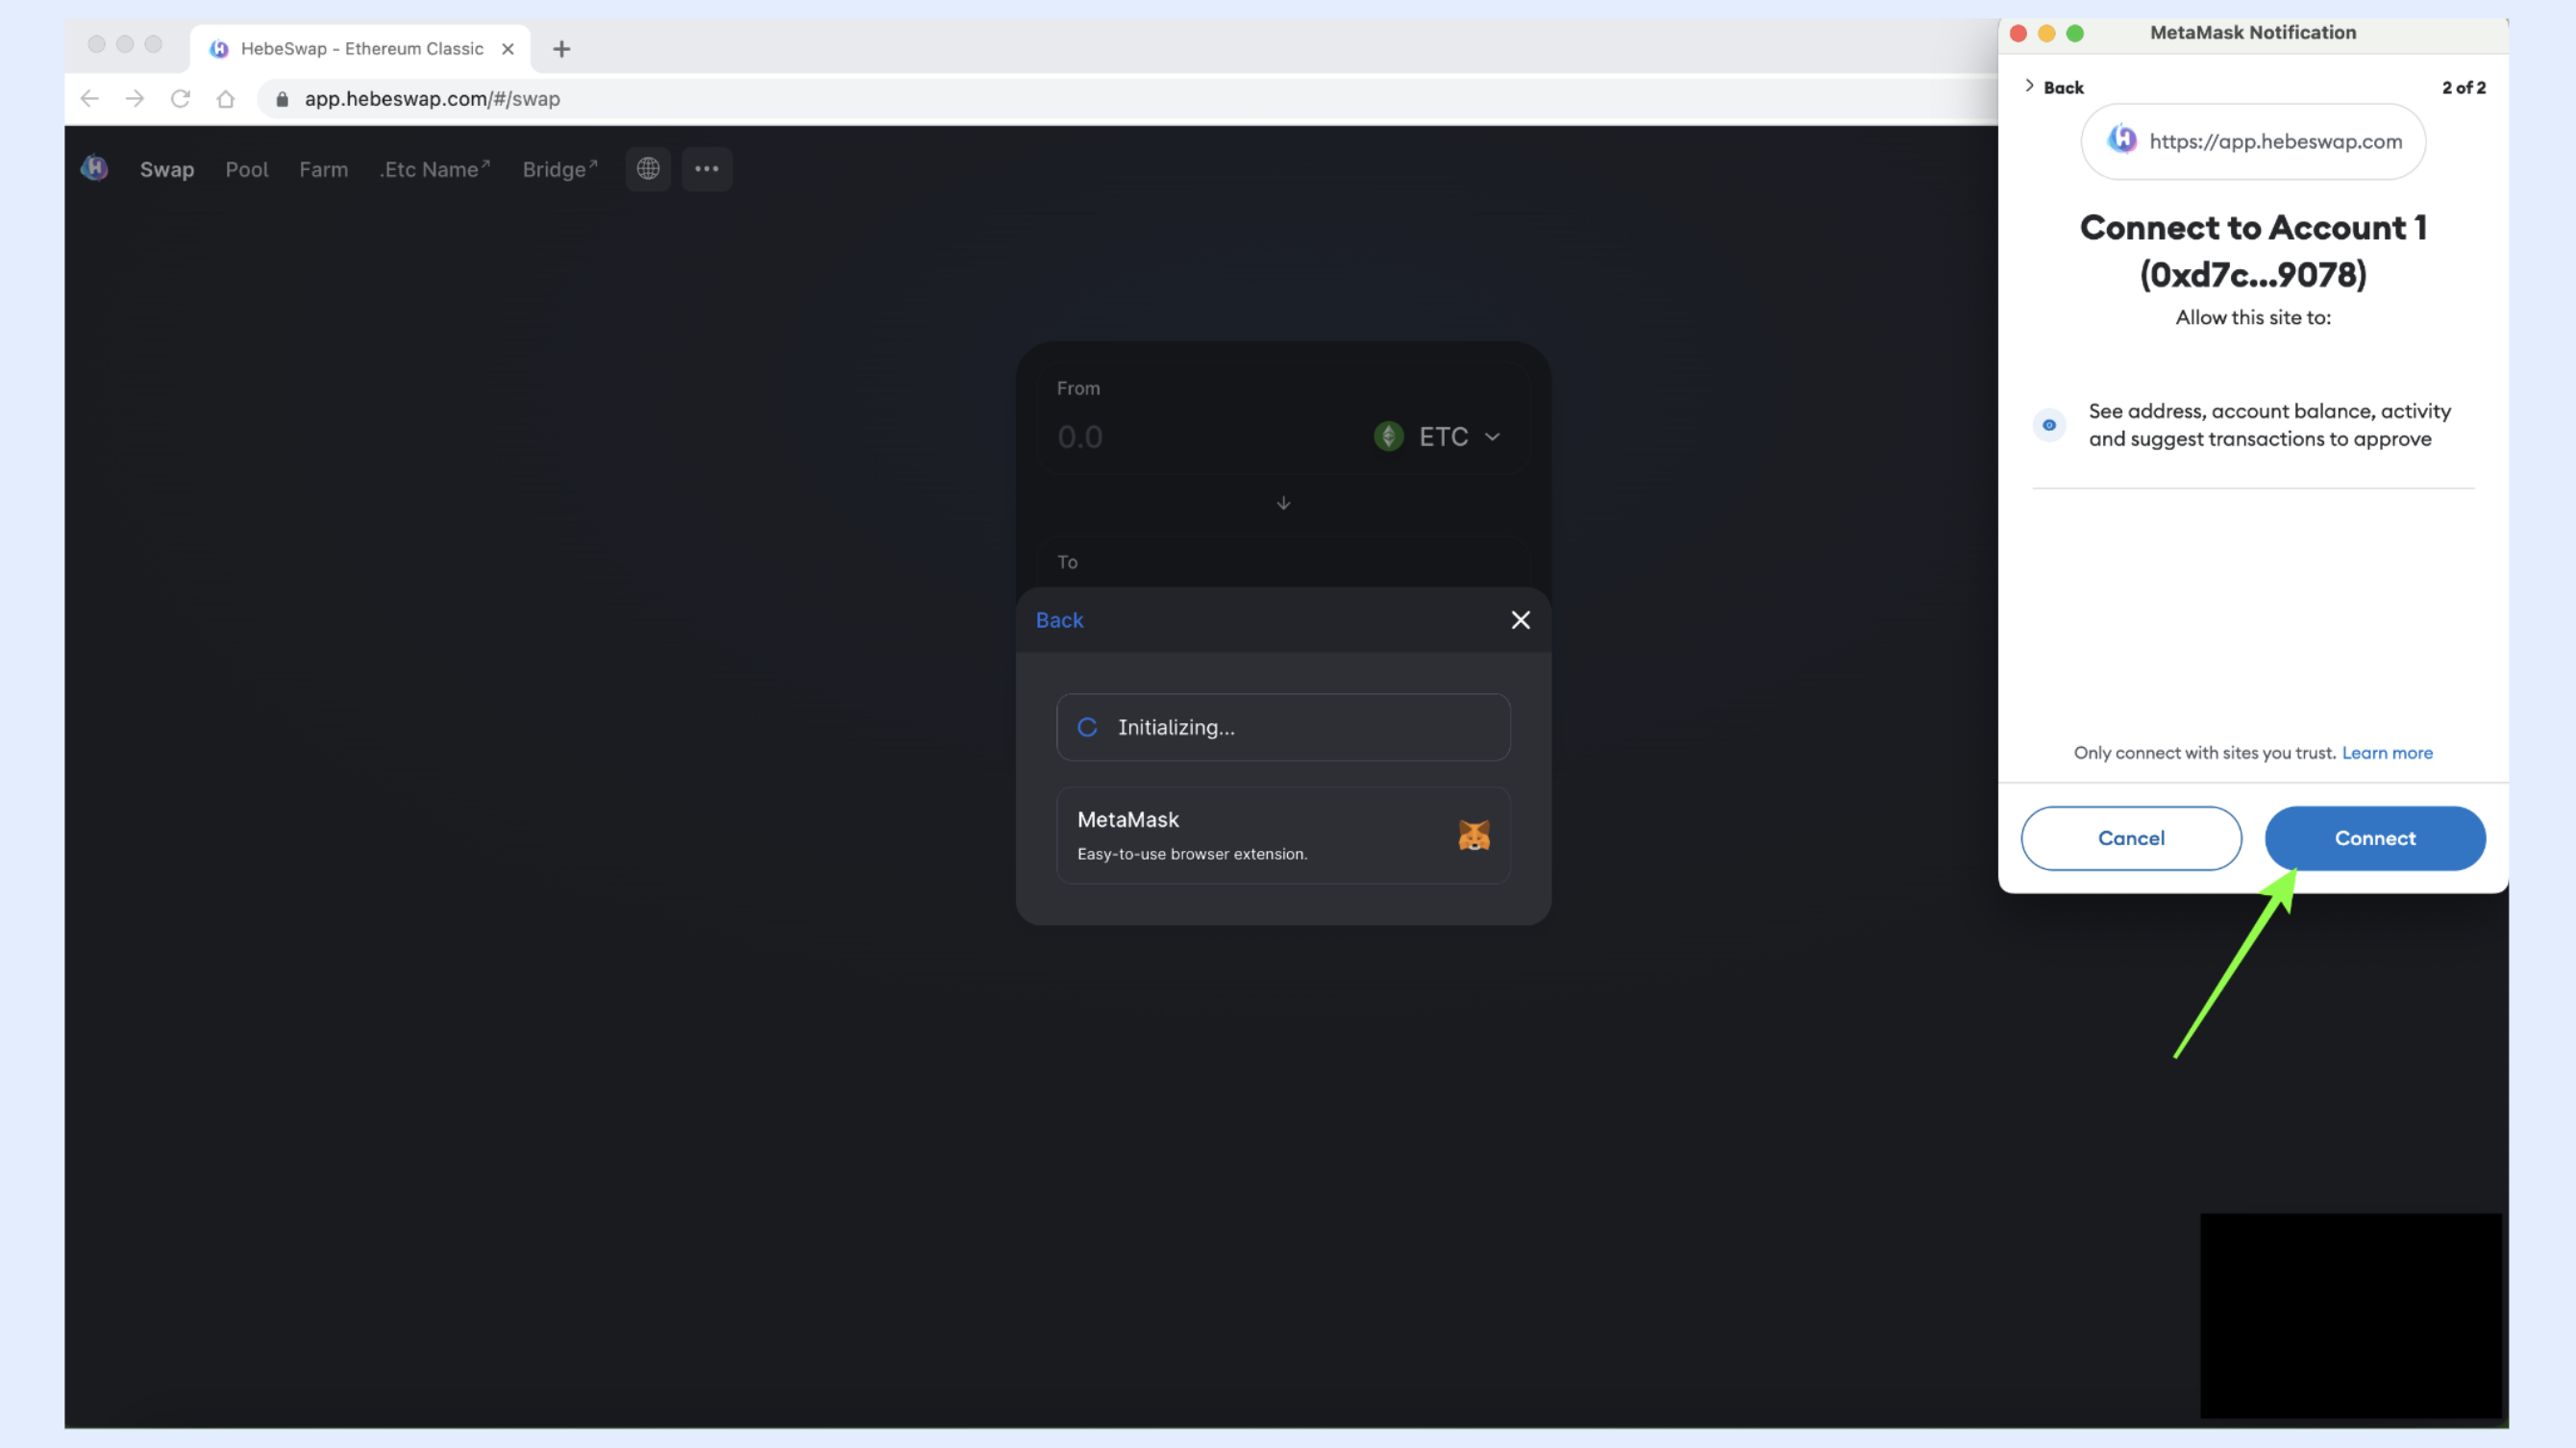 HebeSwap - Ethereum Classic
app.hebeswap.com/#/swap
Swap Pool Farm .Etc Name↗ Bridge↗
From
0.0 ETC
To
Back
Initializing...
MetaMask
Easy-to-use browser extension.
MetaMask Notification
Back 2 of 2
https://app.hebeswap.com
Connect to Account 1
(0xd7c...9078)
Allow this site to:
See address, account balance, activity
and suggest transactions to approve
Only connect with sites you trust. Learn more
Cancel Connect